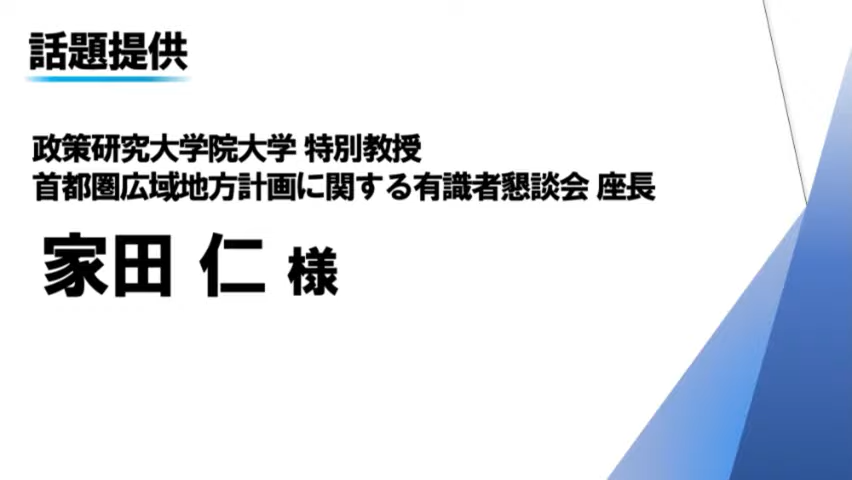 話題提供
政策研究大学院大学 特別教授
首都圏広域地方計画に関する有識者懇談会 座長
家田 仁 様